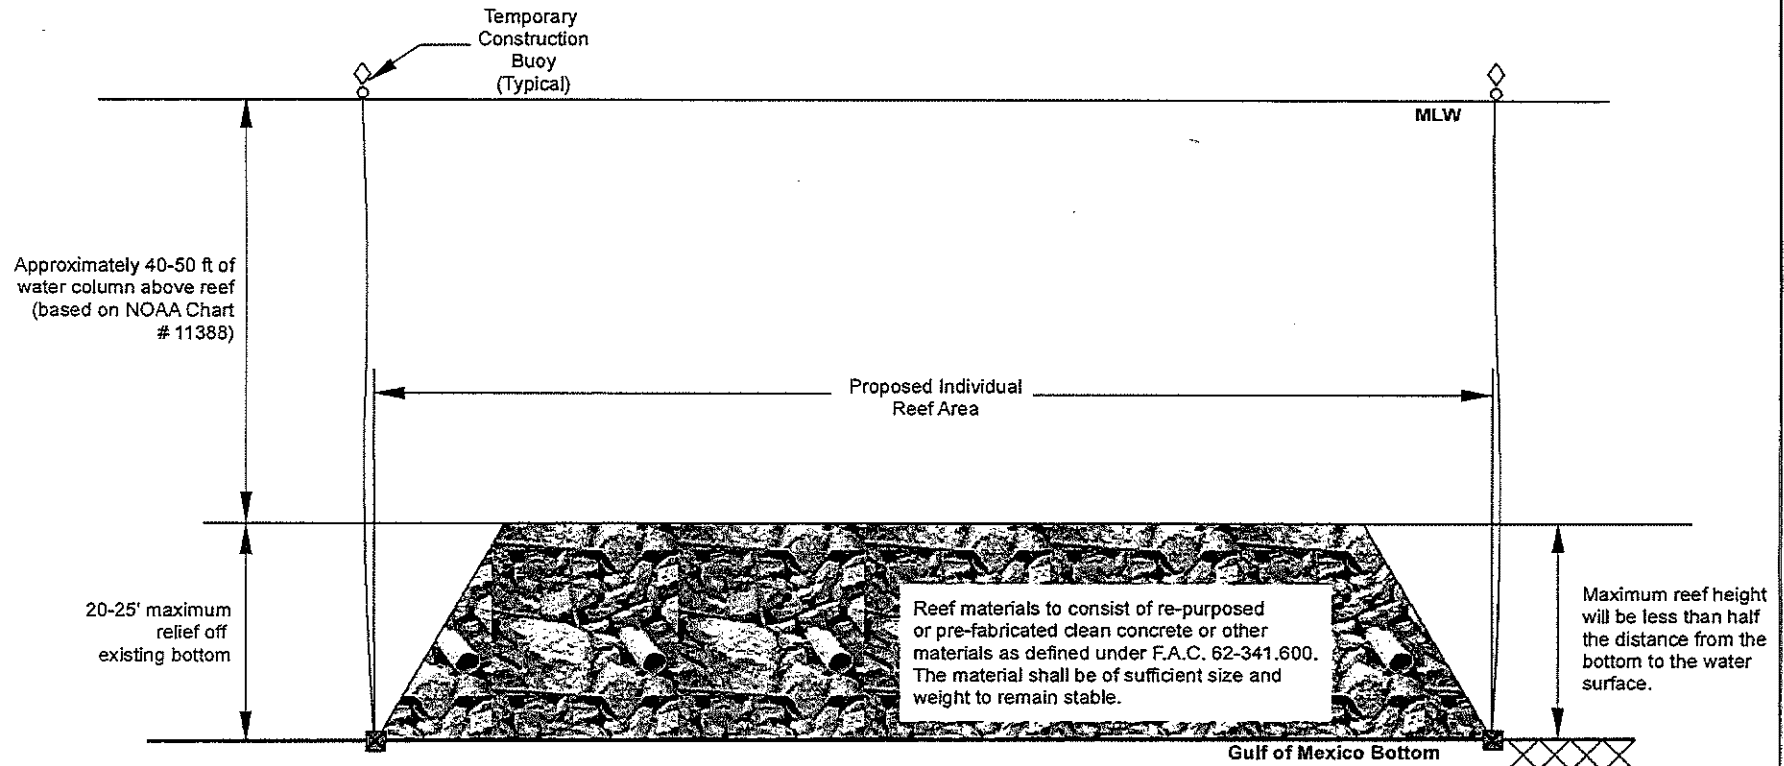 Temporary
Construction
Buoy
(Typical)
MLW
Approximately 40-50 ft of
water column above reef
(based on NOAA Chart
# 11388)
Proposed Individual
Reef Area
20-25' maximum
relief off
existing bottom
Reef materials to consist of re-purposed
or pre-fabricated clean concrete or other
materials as defined under F.A.C. 62-341.600.
The material shall be of sufficient size and
weight to remain stable.
Maximum reef height
will be less than half
the distance from the
bottom to the water
surface.
Gulf of Mexico Bottom